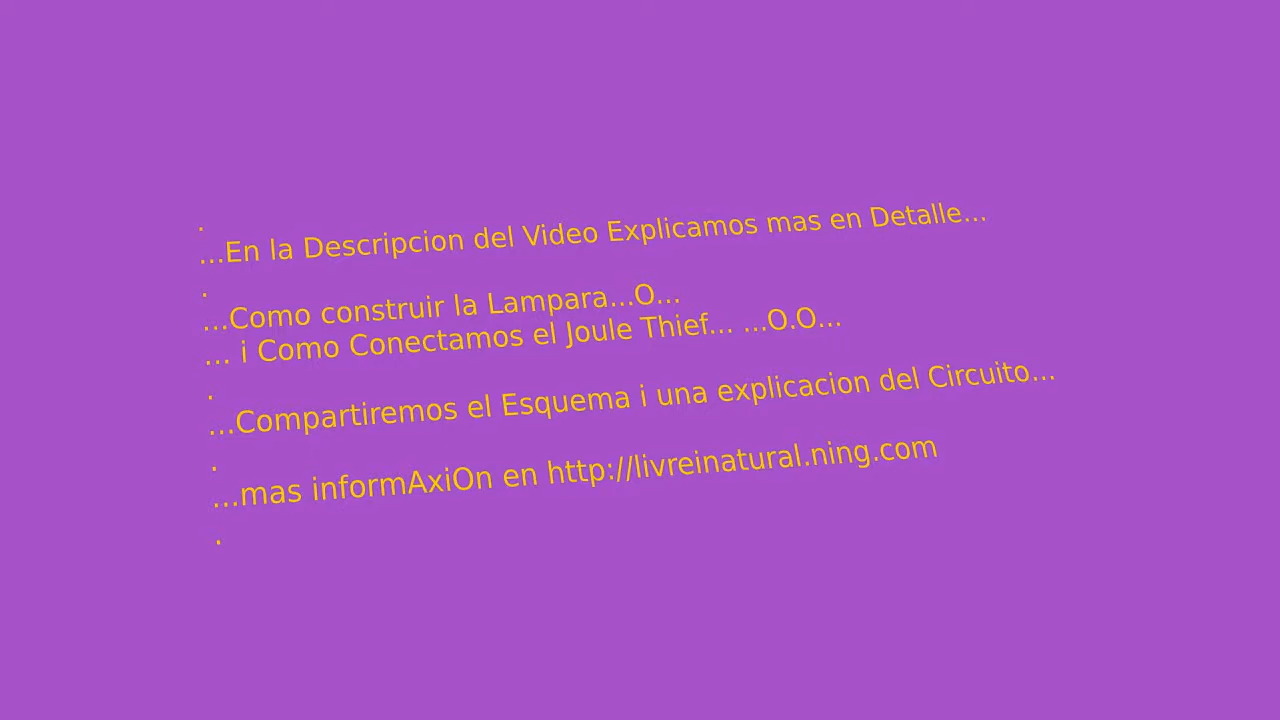 .
...En la Descripcion del Video Explicamos mas en Detalle...
.
...Como construir la Lampara...O...
... i Como Conectamos el Joule Thief... ...O.O...
.
...Compartiremos el Esquema i una explicacion del Circuito...
.
...mas informAxiOn en http://livreinatural.ning.com
.